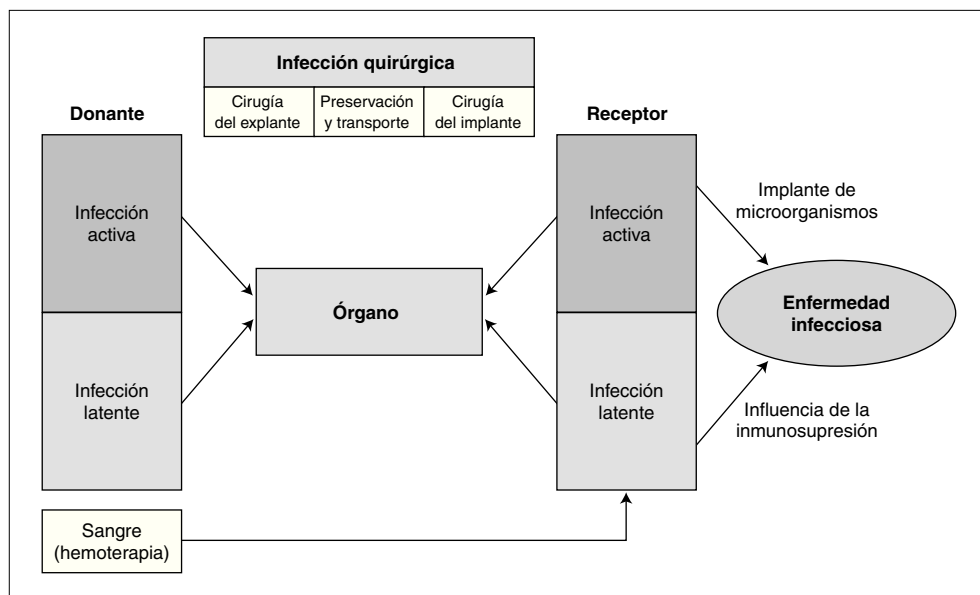 Infección quirúrgica
Cirugía
del explante
Preservación
y transporte
Cirugía
del implante
Donante
Receptor
Infección
activa
Infección
latente
Órgano
Infección
activa
Infección
latente
Implante de
microorganismos
Enfermedad
infecciosa
Influencia de la
inmunosupresión
Sangre
(hemoterapia)